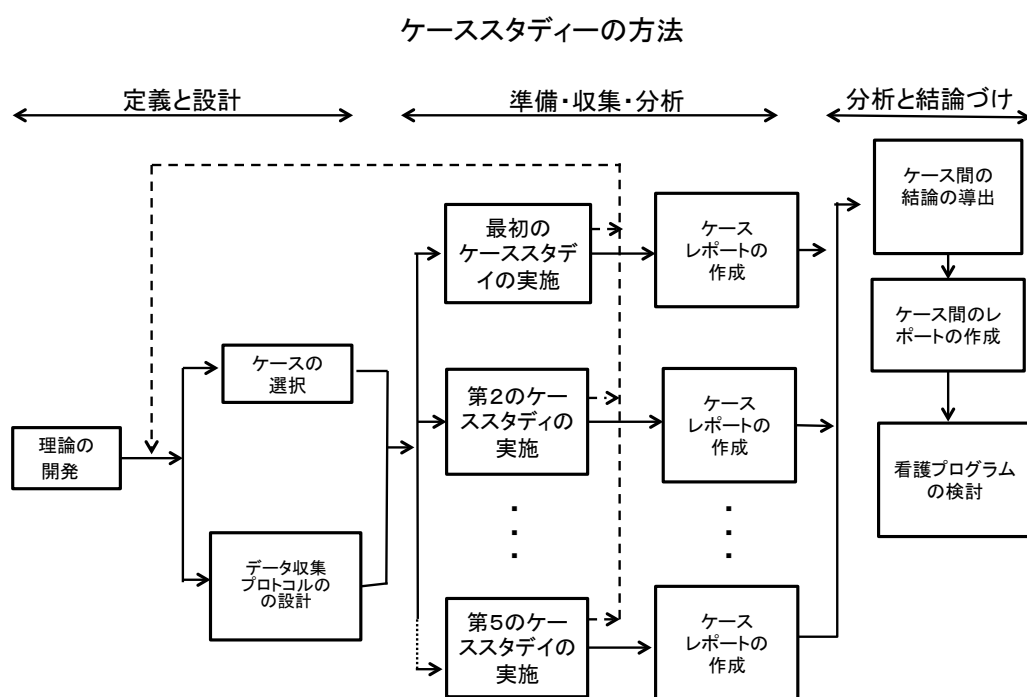 ケーススタディーの方法
定義と設計
準備・収集・分析
分析と結論づけ
理論の
開発
ケースの
選択
データ収集
プロトコルの
の設計
最初の
ケーススタデ
イの実施
第２のケー
ススタディの
実施
・
・
・
第５のケー
ススタデイの
実施
ケース
レポートの
作成
ケース
レポートの
作成
・
・
・
ケース
レポートの
作成
ケース間の
結論の導出
ケース間のレ
ポートの作成
看護プログラム
の検討